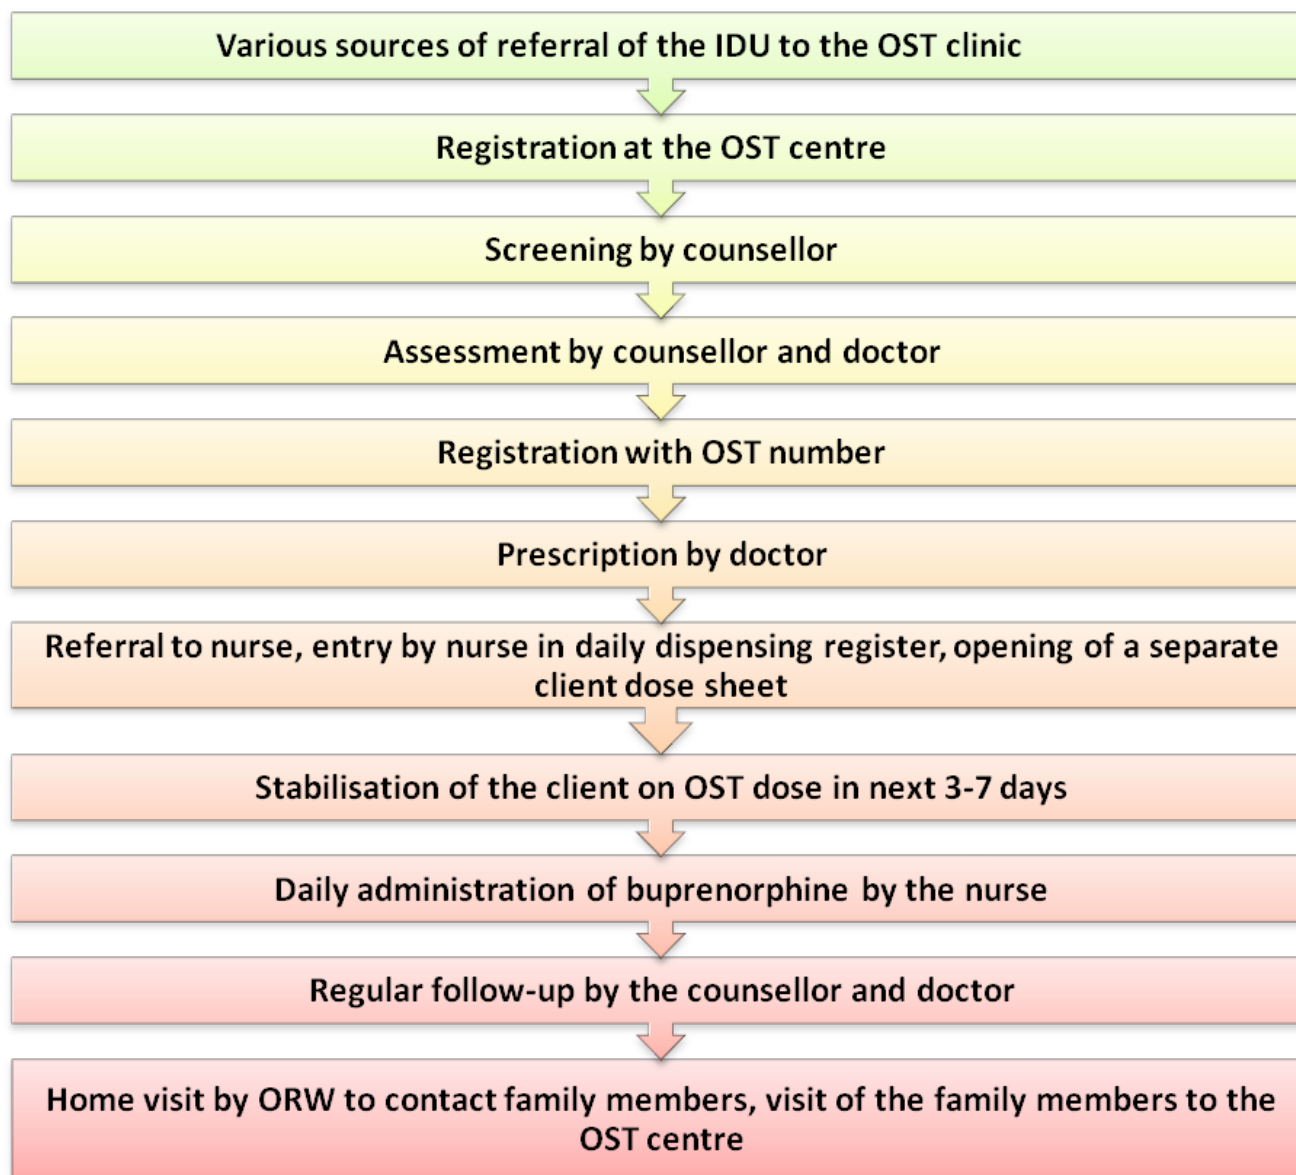 Various sources of referral of the IDU to the OST clinic
Registration at the OST centre
Screening by counsellor
Assessment by counsellor and doctor
Registration with OST number
Prescription by doctor
Referral to nurse, entry by nurse in daily dispensing register, opening of a separate
client dose sheet
Stabilisation of the client on OST dose in next 3-7 days
Daily administration of buprenorphine by the nurse
Regular follow-up by the counsellor and doctor
Home visit by ORW to contact family members, visit of the family members to the
OST centre